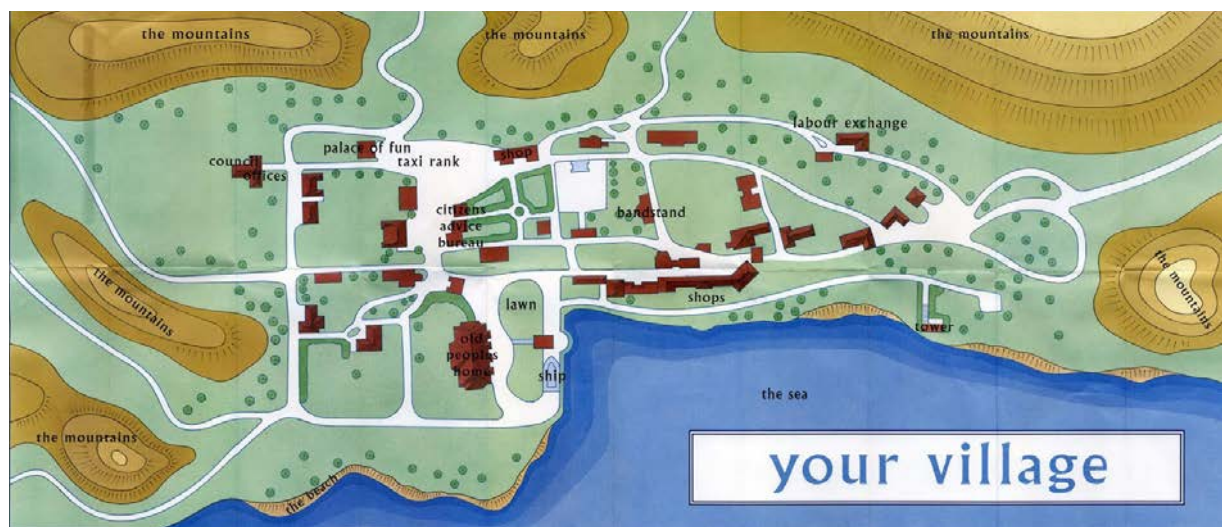 the mountains
the mountains
the mountains
labour exchange
palace of fun
shop
council
offices
taxi rank
citizens
advice
bureau
bandstand
the mountains
the mountains
lawn
shops
tower
old
peoples
home
ship
the sea
the mountains
the beach
your village